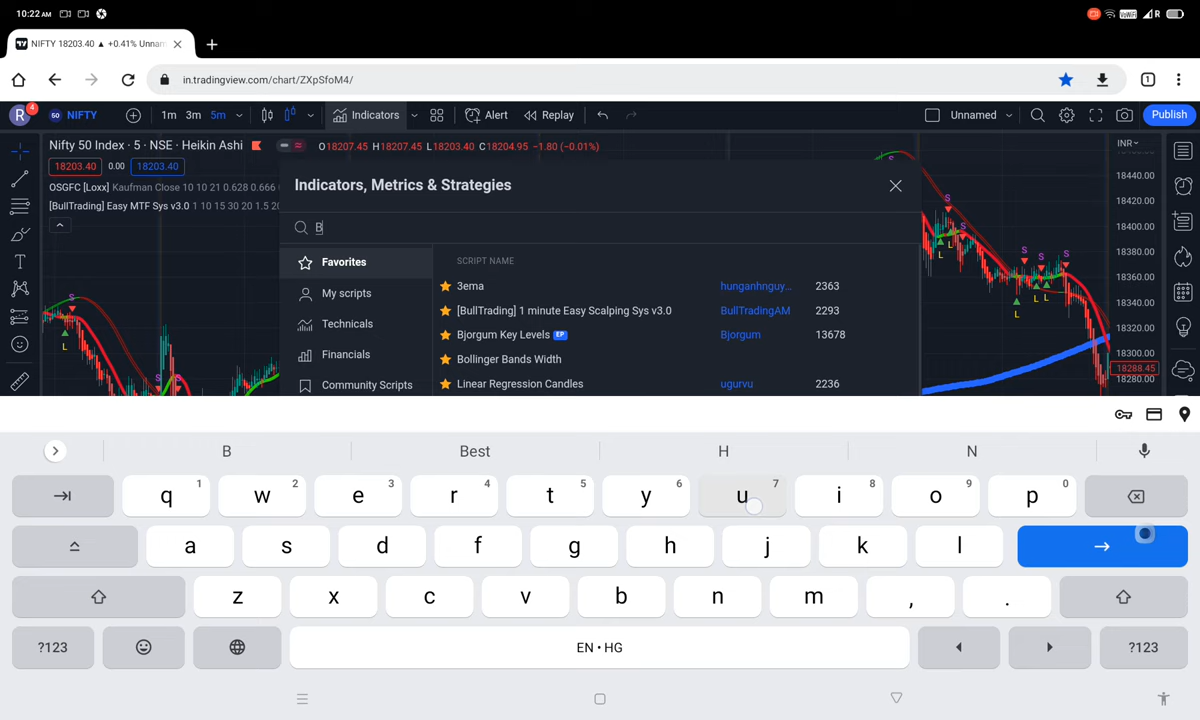 10:22 AM
VoWiFi R
NIFTY 18203.40 ▲ +0.41% Unnam
in.tradingview.com/chart/ZXpSfoM4/
1
R 4 50 NIFTY 1m 3m 5m Indicators Alert Replay Unnamed Publish
Nifty 50 Index · 5 · NSE · Heikin Ashi O18207.45 H18207.45 L18203.40 C18204.95 −1.80 (−0.01%)
INR
18203.40 0.00 18203.40
OSGFC [Loxx] Kaufman Close 10 10 21 0.628 0.666
[BullTrading] Easy MTF Sys v3.0 1 10 15 30 20 1.5 20
Indicators, Metrics & Strategies
B
Favorites
My scripts
Technicals
Financials
Community Scripts
SCRIPT NAME
3ema hunganhnguy... 2363
[BullTrading] 1 minute Easy Scalping Sys v3.0 BullTradingAM 2293
Bjorgum Key Levels EP Bjorgum 13678
Bollinger Bands Width
Linear Regression Candles ugurvu 2236
S
L
S
S
S
S
L
L
S
S
S
S
L
L
L
L
18440.00
18420.00
18400.00
18380.00
18360.00
18340.00
18320.00
18300.00
18288.45
18280.00
B Best H N
q 1 w 2 e 3 r 4 t 5 y 6 u 7 i 8 o 9 p 0
a s d f g h j k l
z x c v b n m , .
?123 EN • HG ?123